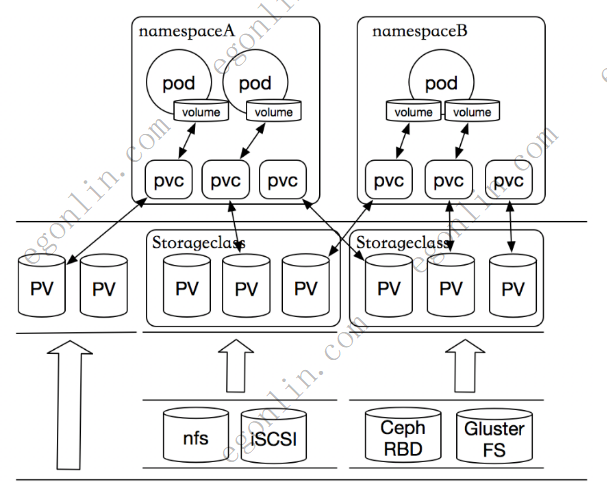 namespaceA
namespaceB
pod
pod
pod
volume
volume
volume
volume
pvc
pvc
pvc
pvc
pvc
pvc
Storageclass
Storageclass
PV
PV
PV
PV
PV
PV
PV
PV
nfs
iSCSI
Ceph
RBD
Gluster
FS
egonlin.com
egonlin.com
egonlin.com
egonlin.com